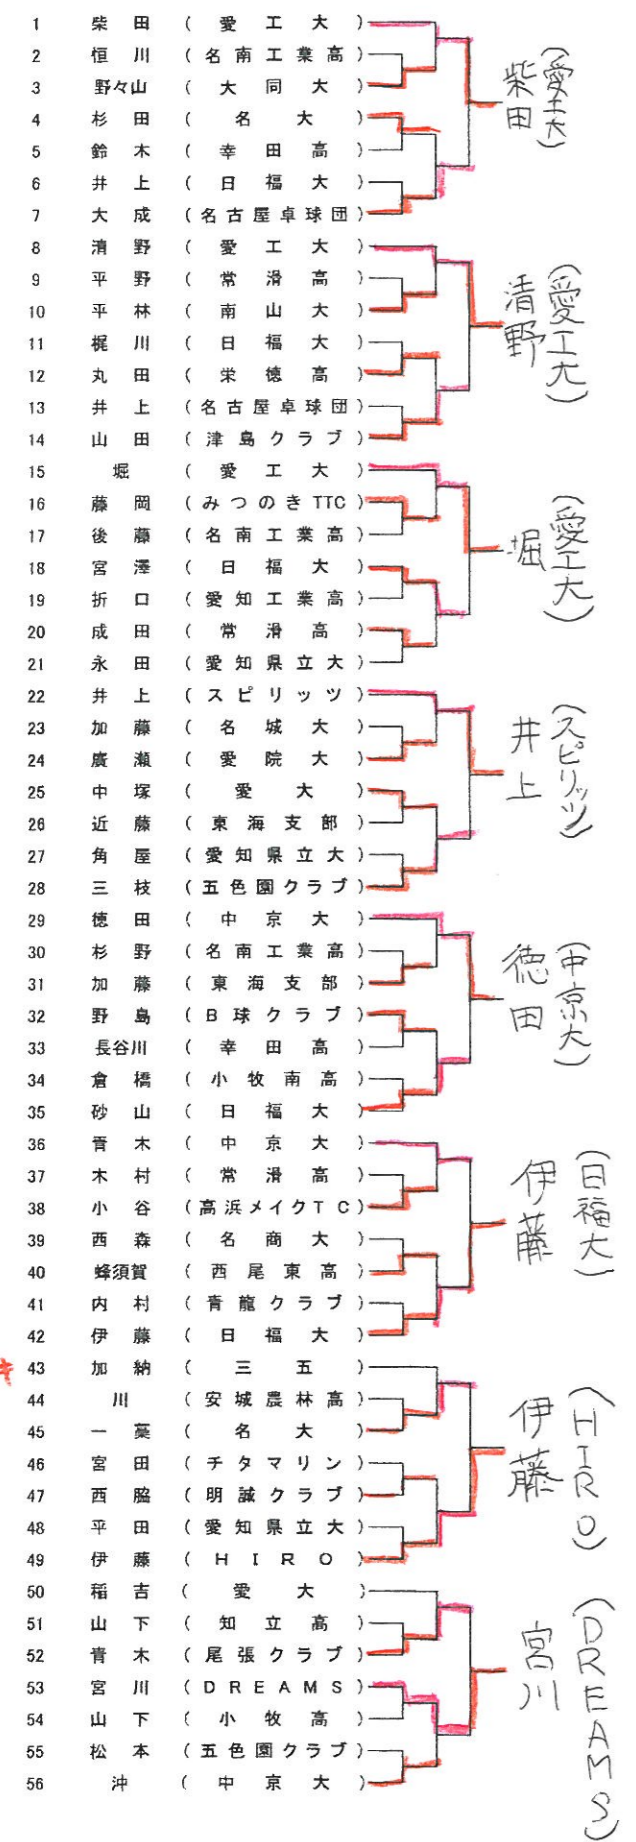 1 柴田 (愛工大)
2 恒川 (名南工業高)
3 野々山 (大同大)
4 杉田 (名大)
5 鈴木 (幸田高)
6 井上 (日福大)
7 大成 (名古屋卓球団)
柴田 (愛工大)
8 清野 (愛工大)
9 平野 (常滑高)
10 平林 (南山大)
11 梶川 (日福大)
12 丸田 (栄徳高)
13 井上 (名古屋卓球団)
14 山田 (津島クラブ)
清野 (愛工大)
15 堀 (愛工大)
16 藤岡 (みつのきTTC)
17 後藤 (名南工業高)
18 宮澤 (日福大)
19 折口 (愛知工業高)
20 成田 (常滑高)
21 永田 (愛知県立大)
堀 (愛工大)
22 井上 (スピリッツ)
23 加藤 (名城大)
24 廣瀬 (愛院大)
25 中塚 (愛大)
26 近藤 (東海支部)
27 角屋 (愛知県立大)
28 三枝 (五色園クラブ)
井上 (スピリッツ)
29 徳田 (中京大)
30 杉野 (名南工業高)
31 加藤 (東海支部)
32 野島 (B球クラブ)
33 長谷川 (幸田高)
34 倉橋 (小牧南高)
35 砂山 (日福大)
徳田 (中京大)
36 青木 (中京大)
37 木村 (常滑高)
38 小谷 (高浜メイクTC)
39 西森 (名商大)
40 蜂須賀 (西尾東高)
41 内村 (青龍クラブ)
42 伊藤 (日福大)
伊藤 (日福大)
43 加納 (三五)
44 川 (安城農林高)
45 一藁 (名大)
46 宮田 (チタマリン)
47 西脇 (明誠クラブ)
48 平田 (愛知県立大)
49 伊藤 (HIRO)
伊藤 (HIRO)
50 稲吉 (愛大)
51 山下 (知立高)
52 青木 (尾張クラブ)
53 宮川 (DREAMS)
54 山下 (小牧高)
55 松本 (五色園クラブ)
56 沖 (中京大)
宮川 (DREAMS)